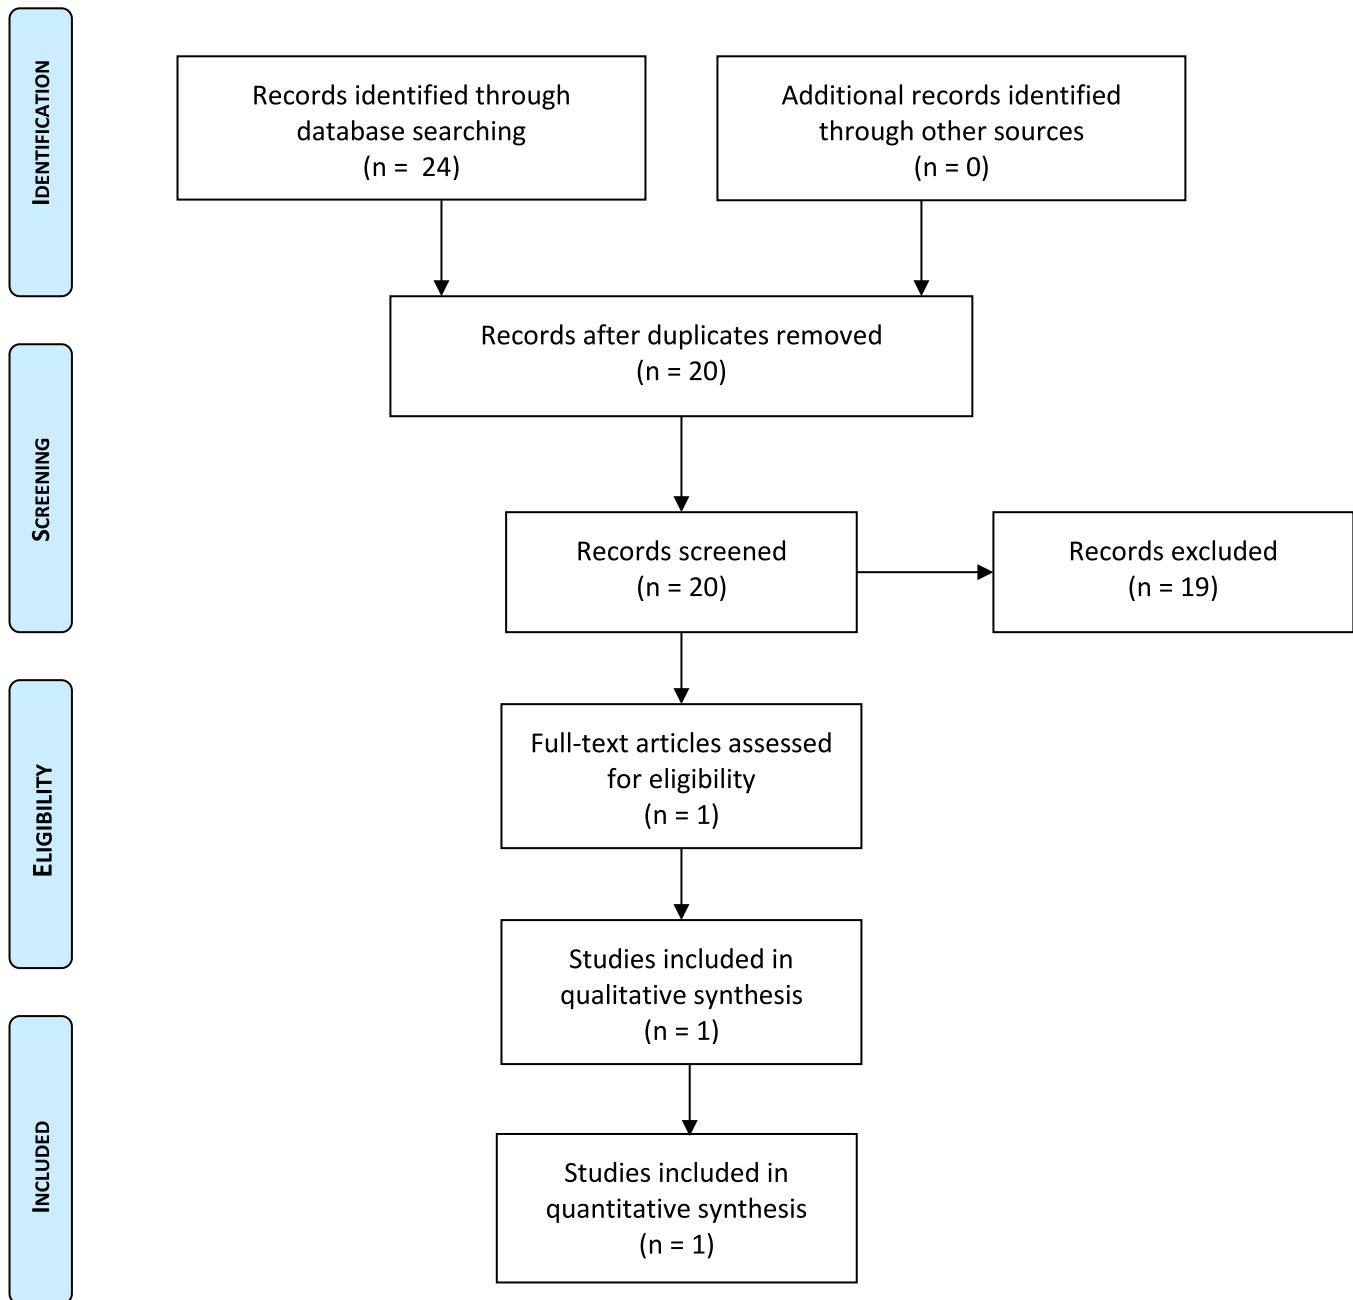 IDENTIFICATION
Records identified through
database searching
(n =  24)
Additional records identified
through other sources
(n = 0)
Records after duplicates removed
(n = 20)
SCREENING
Records screened
(n = 20)
Records excluded
(n = 19)
ELIGIBILITY
Full-text articles assessed
for eligibility
(n = 1)
Studies included in
qualitative synthesis
(n = 1)
INCLUDED
Studies included in
quantitative synthesis
(n = 1)